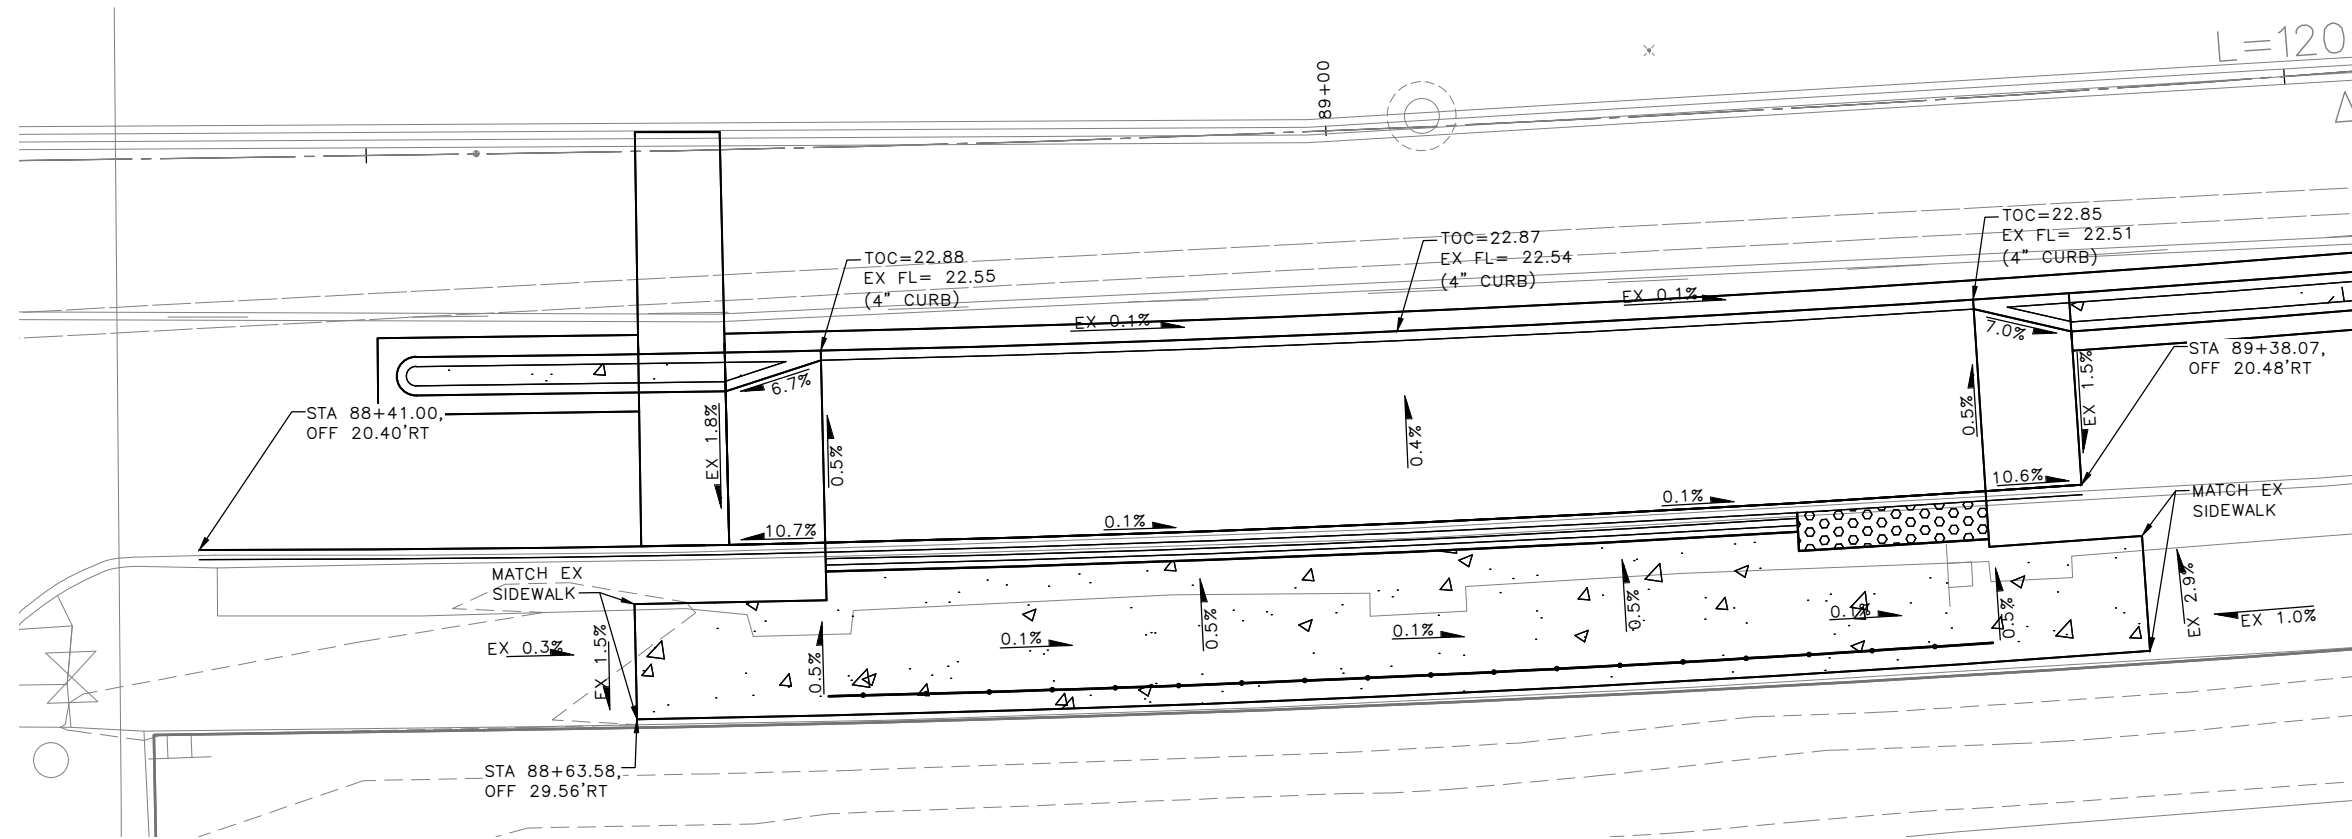 L=120
89+00
TOC=22.85
EX FL= 22.51
(4" CURB)
TOC=22.87
EX FL= 22.54
(4" CURB)
TOC=22.88
EX FL= 22.55
(4" CURB)
EX 0.1%
EX 0.1%
7.0%
STA 89+38.07,
OFF 20.48'RT
EX 1.5%
6.7%
STA 88+41.00,
OFF 20.40'RT
EX 1.8%
0.5%
0.4%
0.5%
10.6%
MATCH EX
SIDEWALK
0.1%
0.1%
10.7%
MATCH EX
SIDEWALK
EX 0.3%
EX 1.5%
0.5%
0.1%
0.5%
0.1%
0.5%
0.1%
0.5%
EX 2.9%
EX 1.0%
STA 88+63.58,
OFF 29.56'RT